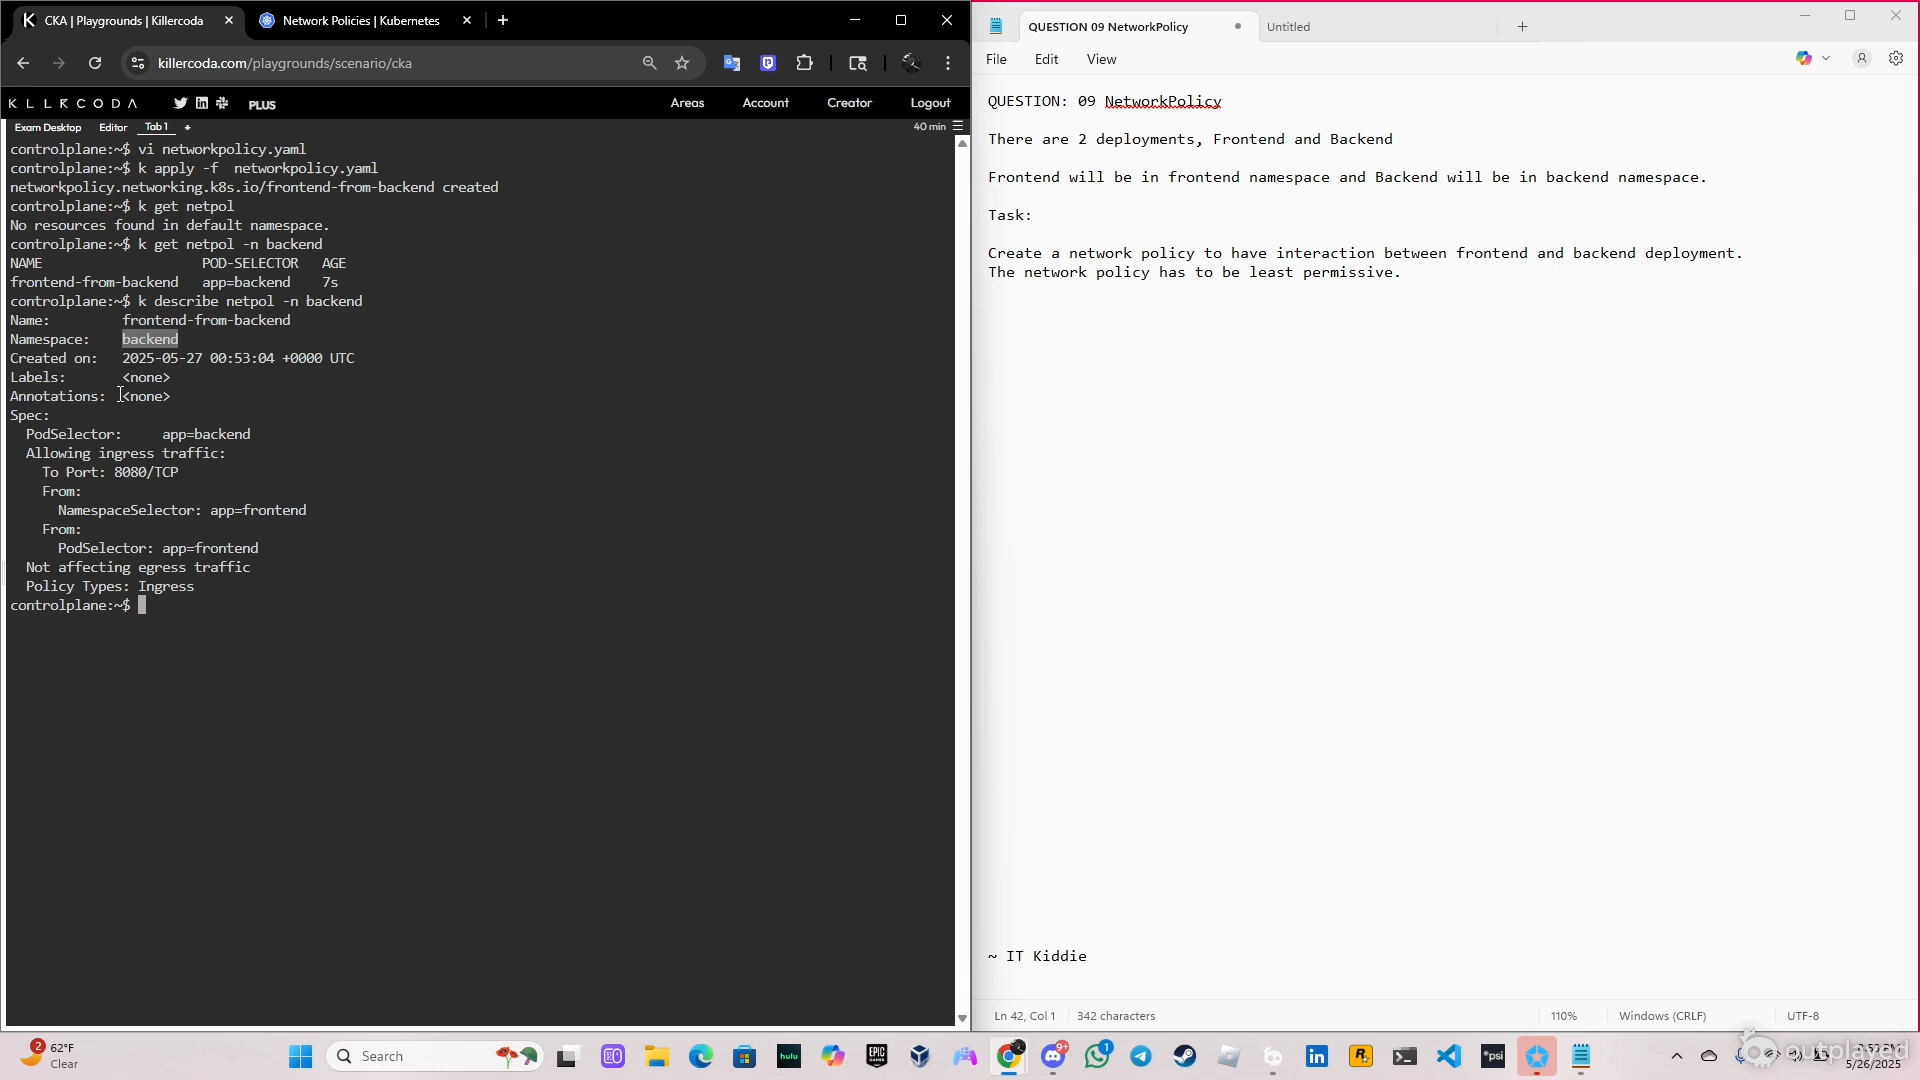 CKA | Playgrounds | Killercoda
Network Policies | Kubernetes
killercoda.com/playgrounds/scenario/cka
KLLRCODA
PLUS
Areas
Account
Creator
Logout
Exam Desktop
Editor
Tab 1
+
40 min
controlplane:~$ vi networkpolicy.yaml
controlplane:~$ k apply -f  networkpolicy.yaml
networkpolicy.networking.k8s.io/frontend-from-backend created
controlplane:~$ k get netpol
No resources found in default namespace.
controlplane:~$ k get netpol -n backend
NAME                    POD-SELECTOR   AGE
frontend-from-backend   app=backend    7s
controlplane:~$ k describe netpol -n backend
Name:         frontend-from-backend
Namespace:    backend
Created on:   2025-05-27 00:53:04 +0000 UTC
Labels:       <none>
Annotations:  <none>
Spec:
  PodSelector:     app=backend
  Allowing ingress traffic:
    To Port: 8080/TCP
    From:
      NamespaceSelector: app=frontend
    From:
      PodSelector: app=frontend
  Not affecting egress traffic
  Policy Types: Ingress
controlplane:~$
QUESTION 09 NetworkPolicy
Untitled
File
Edit
View
QUESTION: 09 NetworkPolicy
There are 2 deployments, Frontend and Backend
Frontend will be in frontend namespace and Backend will be in backend namespace.
Task:
Create a network policy to have interaction between frontend and backend deployment.
The network policy has to be least permissive.
~ IT Kiddie
Ln 42, Col 1
342 characters
110%
Windows (CRLF)
UTF-8
2
62°F
Clear
Search
hulu
EPIC GAMES
9+
1
*psi
outplayed
5/26/2025